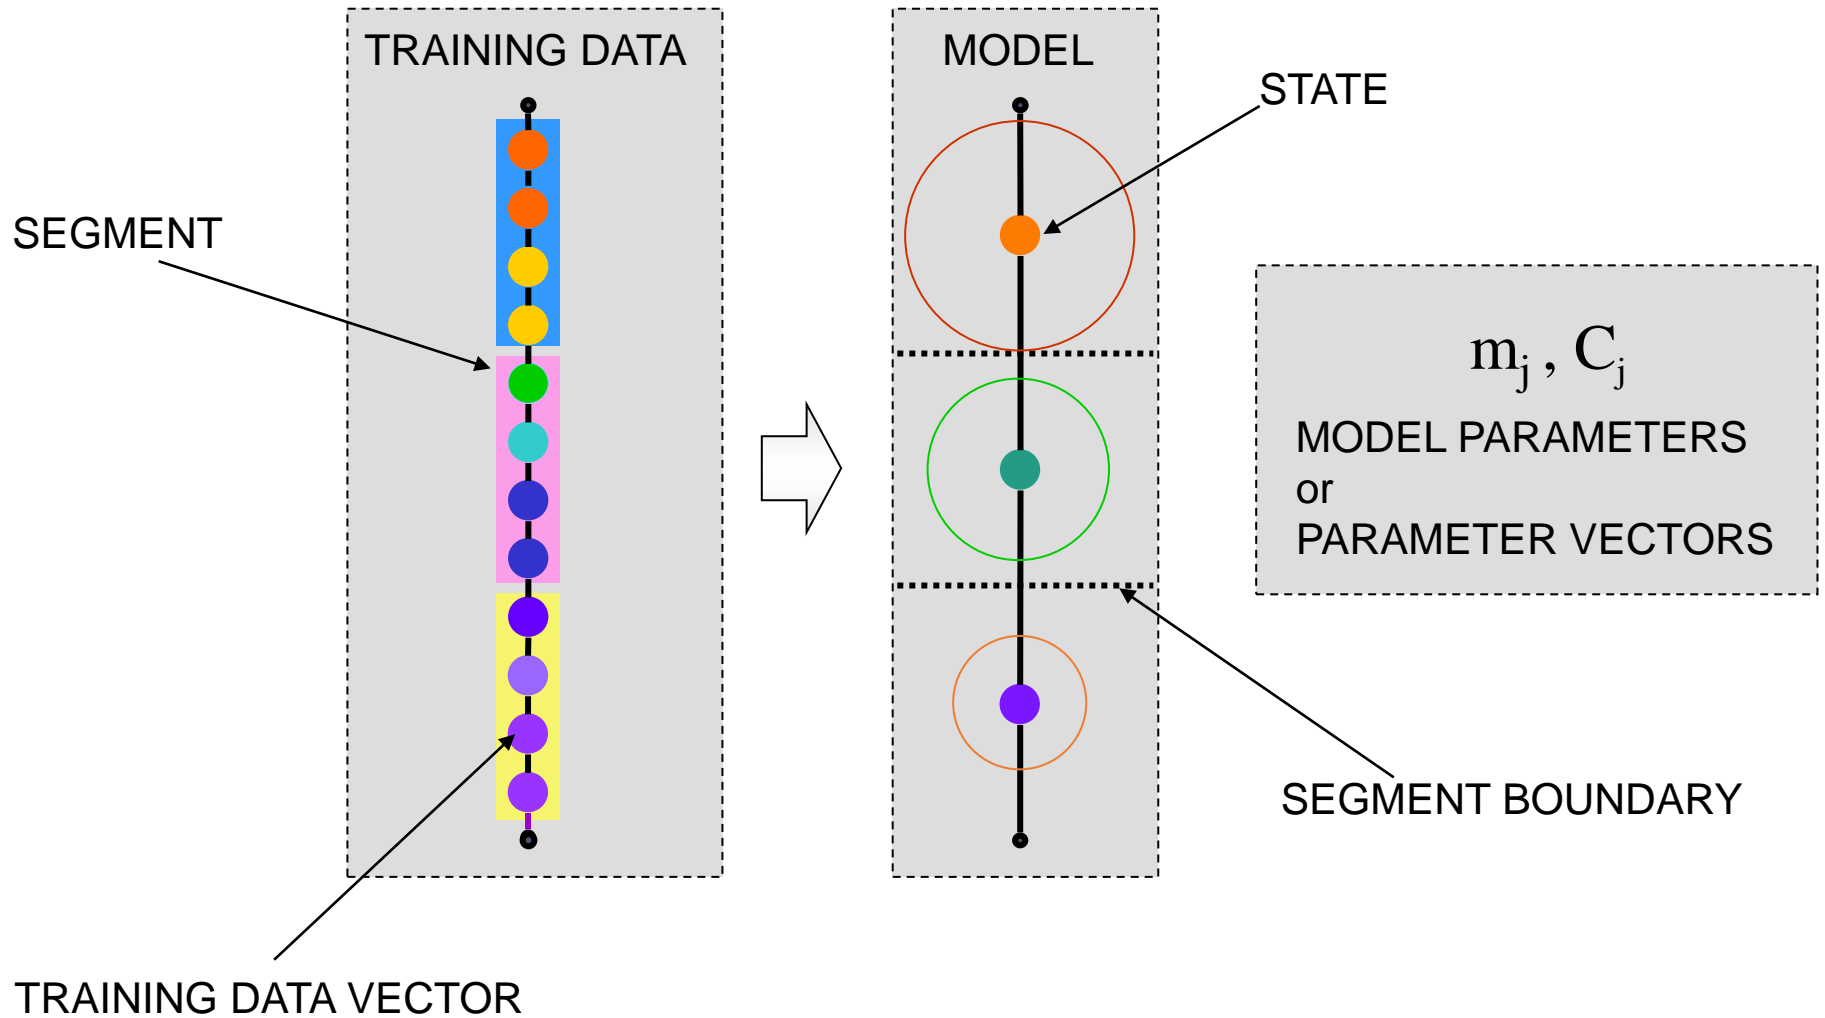 TRAINING DATA
MODEL
STATE
SEGMENT
mj , Cj
MODEL PARAMETERS
or
PARAMETER VECTORS
SEGMENT BOUNDARY
TRAINING DATA VECTOR